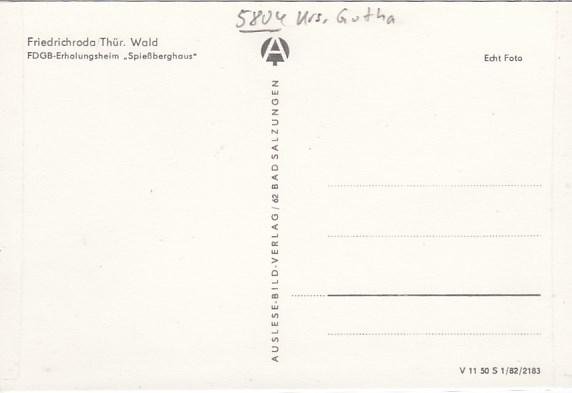 5804 Krs. Gotha
Friedrichroda/Thür. Wald
FDGB-Erholungsheim „Spießberghaus“
A
Echt Foto
AUSLESE-BILD-VERLAG/62 BAD SALZUNGEN
V 11 50 S 1/82/2183